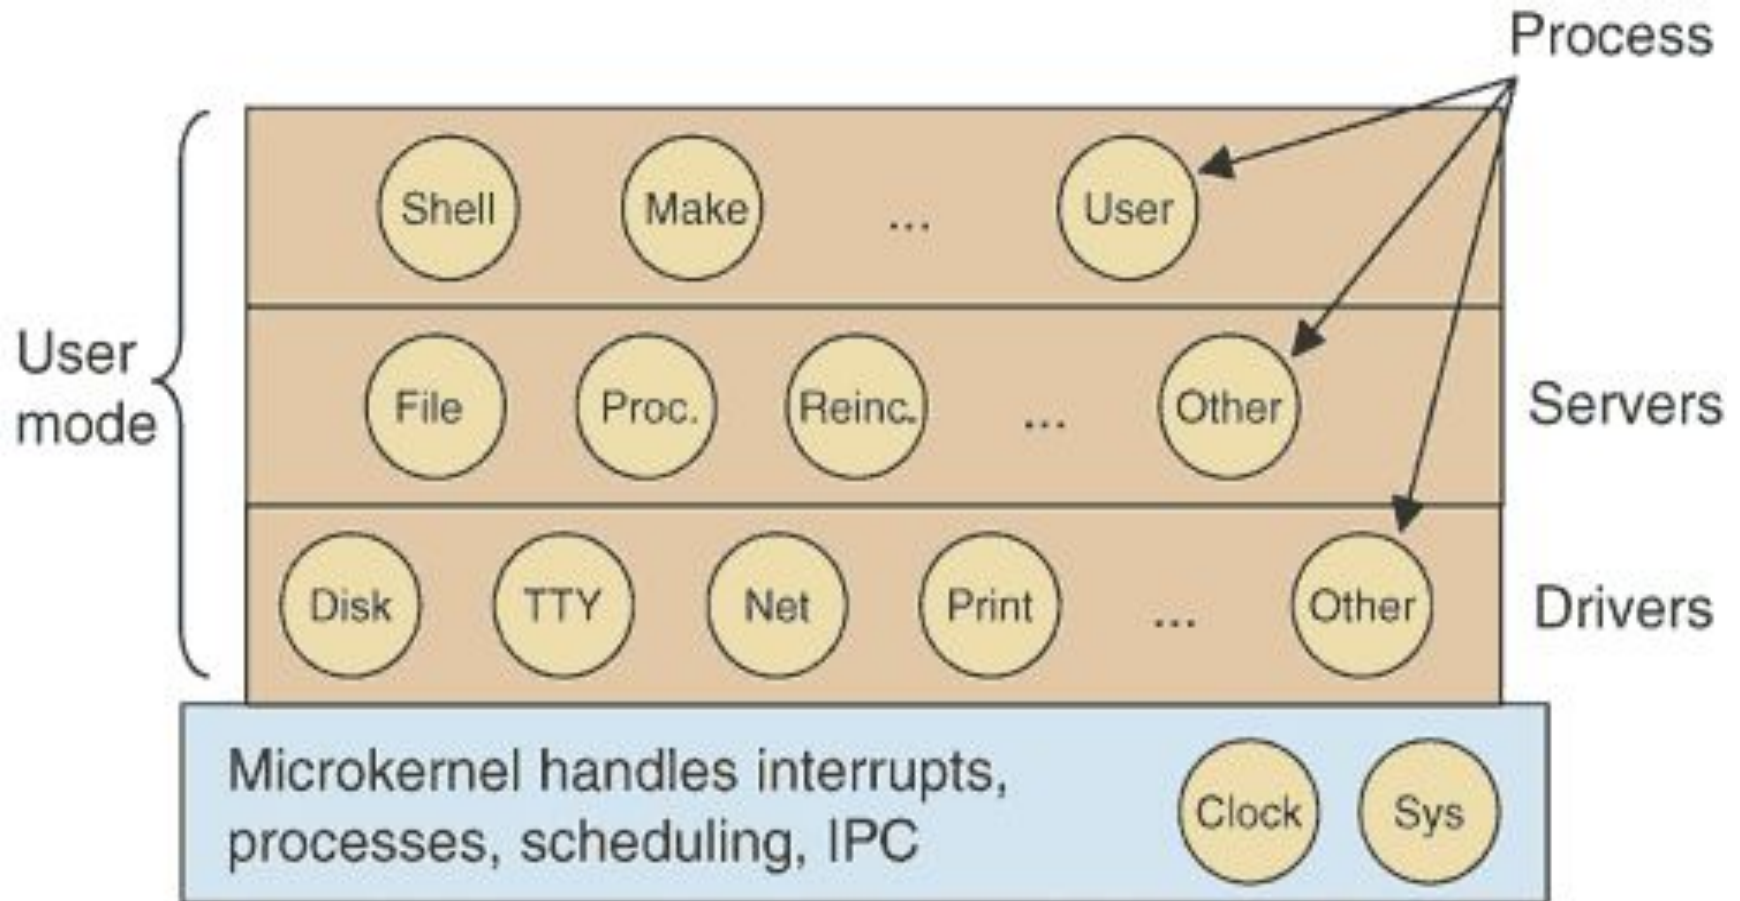 Process
Shell Make ... User
User
mode
File Proc. Reinc. ... Other
Servers
Disk TTY Net Print ... Other
Drivers
Microkernel handles interrupts,
processes, scheduling, IPC
Clock Sys